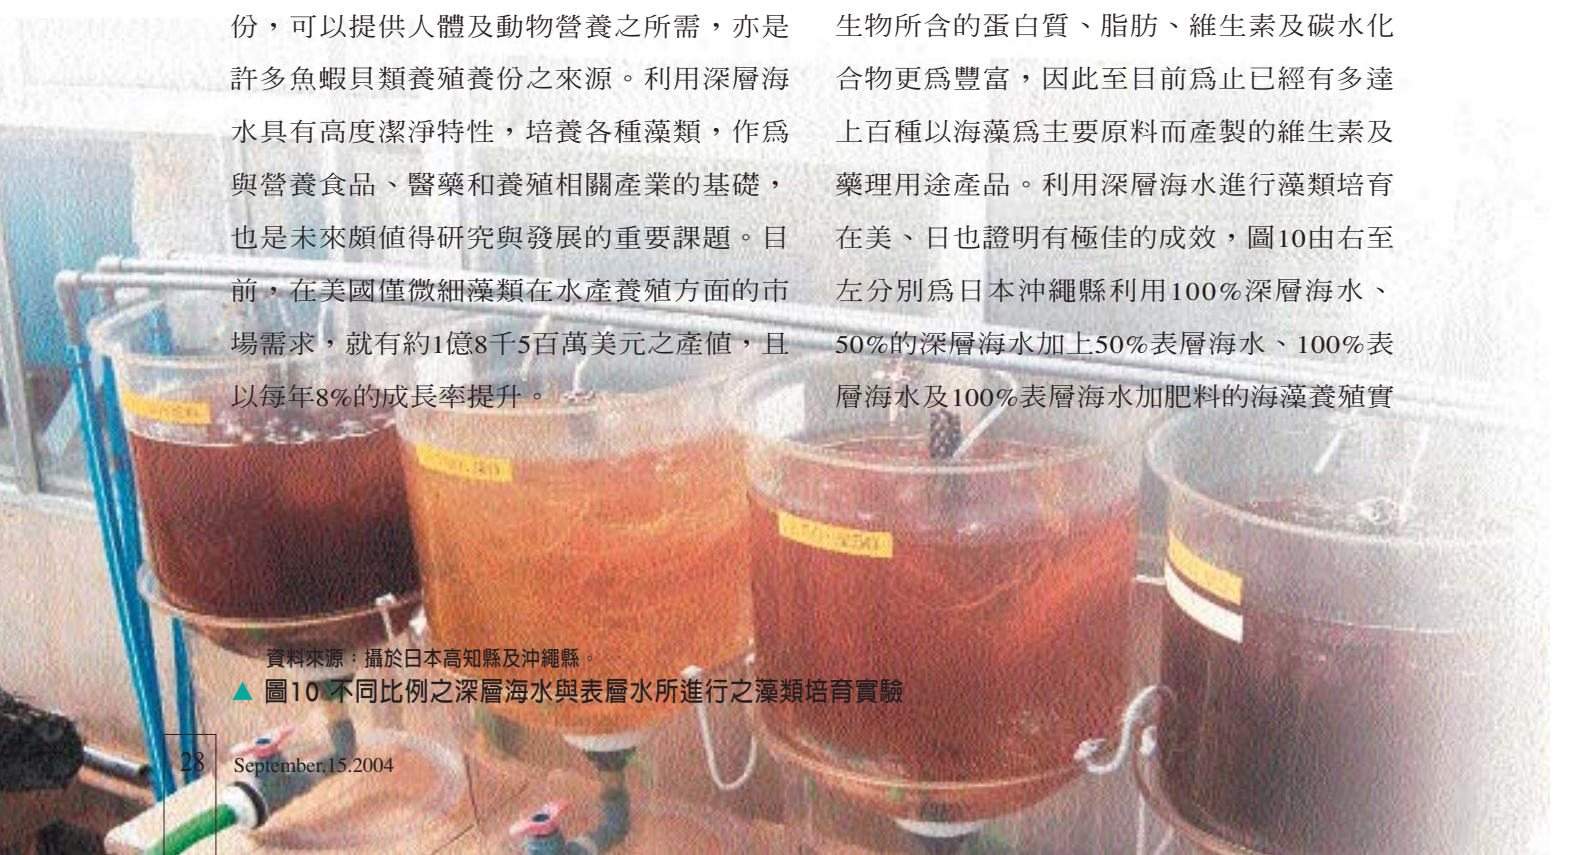 份，可以提供人體及動物營養之所需，亦是
許多魚蝦貝類養殖養份之來源。利用深層海
水具有高度潔淨特性，培養各種藻類，作為
與營養食品、醫藥和養殖相關產業的基礎，
也是未來頗值得研究與發展的重要課題。目
前，在美國僅微細藻類在水產養殖方面的市
場需求，就有約1億8千5百萬美元之產值，且
以每年8%的成長率提升。
生物所含的蛋白質、脂肪、維生素及碳水化
合物更為豐富，因此至目前為止已經有多達
上百種以海藻為主要原料而產製的維生素及
藥理用途產品。利用深層海水進行藻類培育
在美、日也證明有極佳的成效，圖10由右至
左分別為日本沖繩縣利用100%深層海水、
50%的深層海水加上50%表層海水、100%表
層海水及100%表層海水加肥料的海藻養殖實
資料來源：攝於日本高知縣及沖繩縣。
▲ 圖10 不同比例之深層海水與表層水所進行之藻類培育實驗
28 September.15.2004